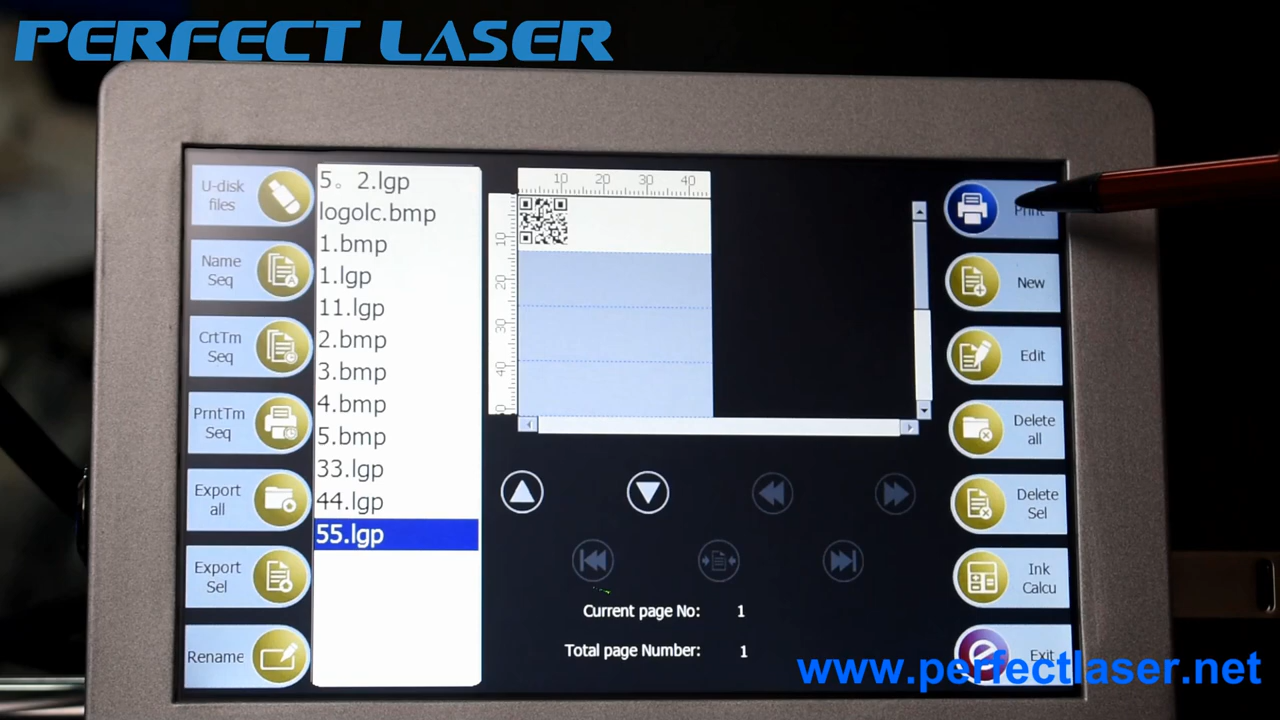 PERFECT LASER
U-disk
files
Name
Seq
CrtTm
Seq
PrntTm
Seq
Export
all
Export
Sel
Rename
5。2.lgp
logolc.bmp
1.bmp
1.lgp
11.lgp
2.bmp
3.bmp
4.bmp
5.bmp
33.lgp
44.lgp
55.lgp
10 20 30 40
10
20
30
40
Current page No: 1
Total page Number: 1
Print
New
Edit
Delete
all
Delete
Sel
Ink
Calcu
Exit
www.perfectlaser.net